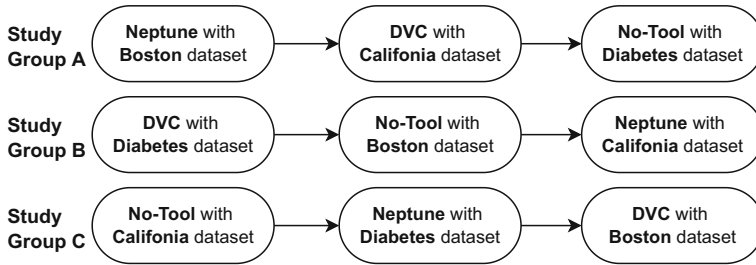 Study
Group A
Neptune with
Boston dataset
DVC with
Califonia dataset
No-Tool with
Diabetes dataset
Study
Group B
DVC with
Diabetes dataset
No-Tool with
Boston dataset
Neptune with
Califonia dataset
Study
Group C
No-Tool with
Califonia dataset
Neptune with
Diabetes dataset
DVC with
Boston dataset